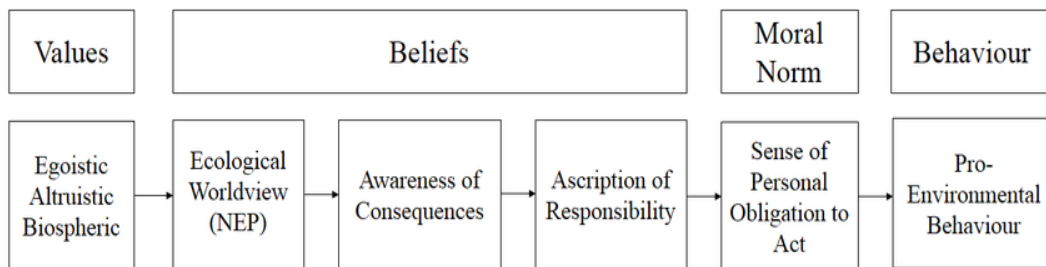 Values
Beliefs
Moral
Norm
Behaviour
Egoistic
Altruistic
Biospheric
Ecological
Worldview
(NEP)
Awareness of
Consequences
Ascription of
Responsibility
Sense of
Personal
Obligation to
Act
Pro-
Environmental
Behaviour